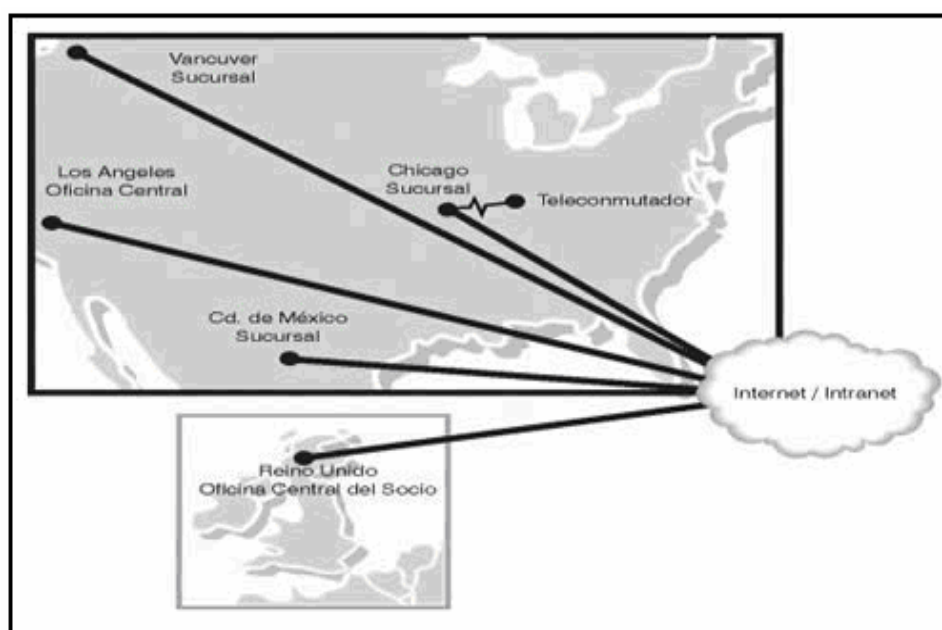 Vancuver
Sucursal
Los Angeles
Oficina Central
Chicago
Sucursal
Teleconmutador
Cd. de México
Sucursal
Internet / Intranet
Reino Unido
Oficina Central del Socio